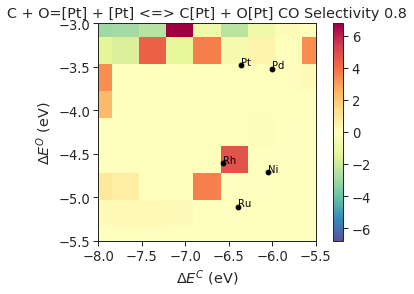 C + O=[Pt] + [Pt] <=> C[Pt] + O[Pt] CO Selectivity 0.8
−3.0
−3.5
−4.0
−4.5
−5.0
−5.5
ΔE^O (eV)
Pt
Pd
Rh
Ni
Ru
−8.0 −7.5 −7.0 −6.5 −6.0 −5.5
ΔE^C (eV)
6
4
2
0
−2
−4
−6